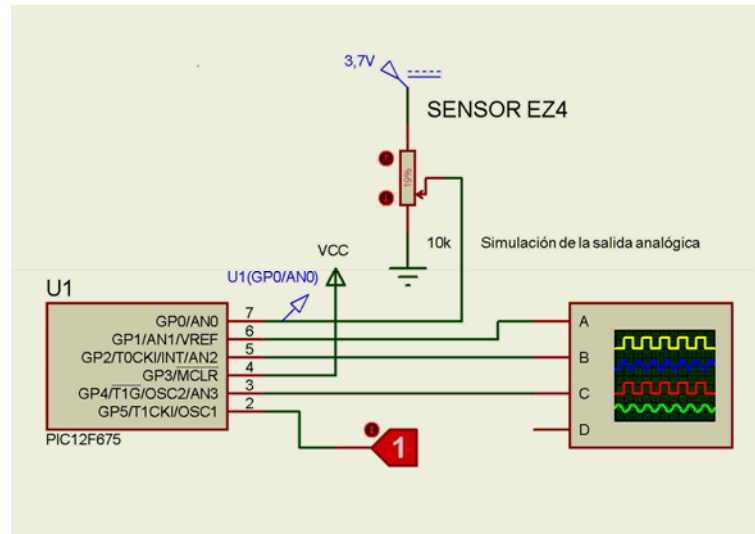 3,7V
SENSOR EZ4
19%
10k
Simulación de la salida analógica
VCC
U1(GP0/AN0)
U1
GP0/AN0 7
GP1/AN1/VREF 6
GP2/T0CKI/INT/AN2 5
GP3/MCLR 4
GP4/T1G/OSC2/AN3 3
GP5/T1CKI/OSC1 2
PIC12F675
A
B
C
D
1